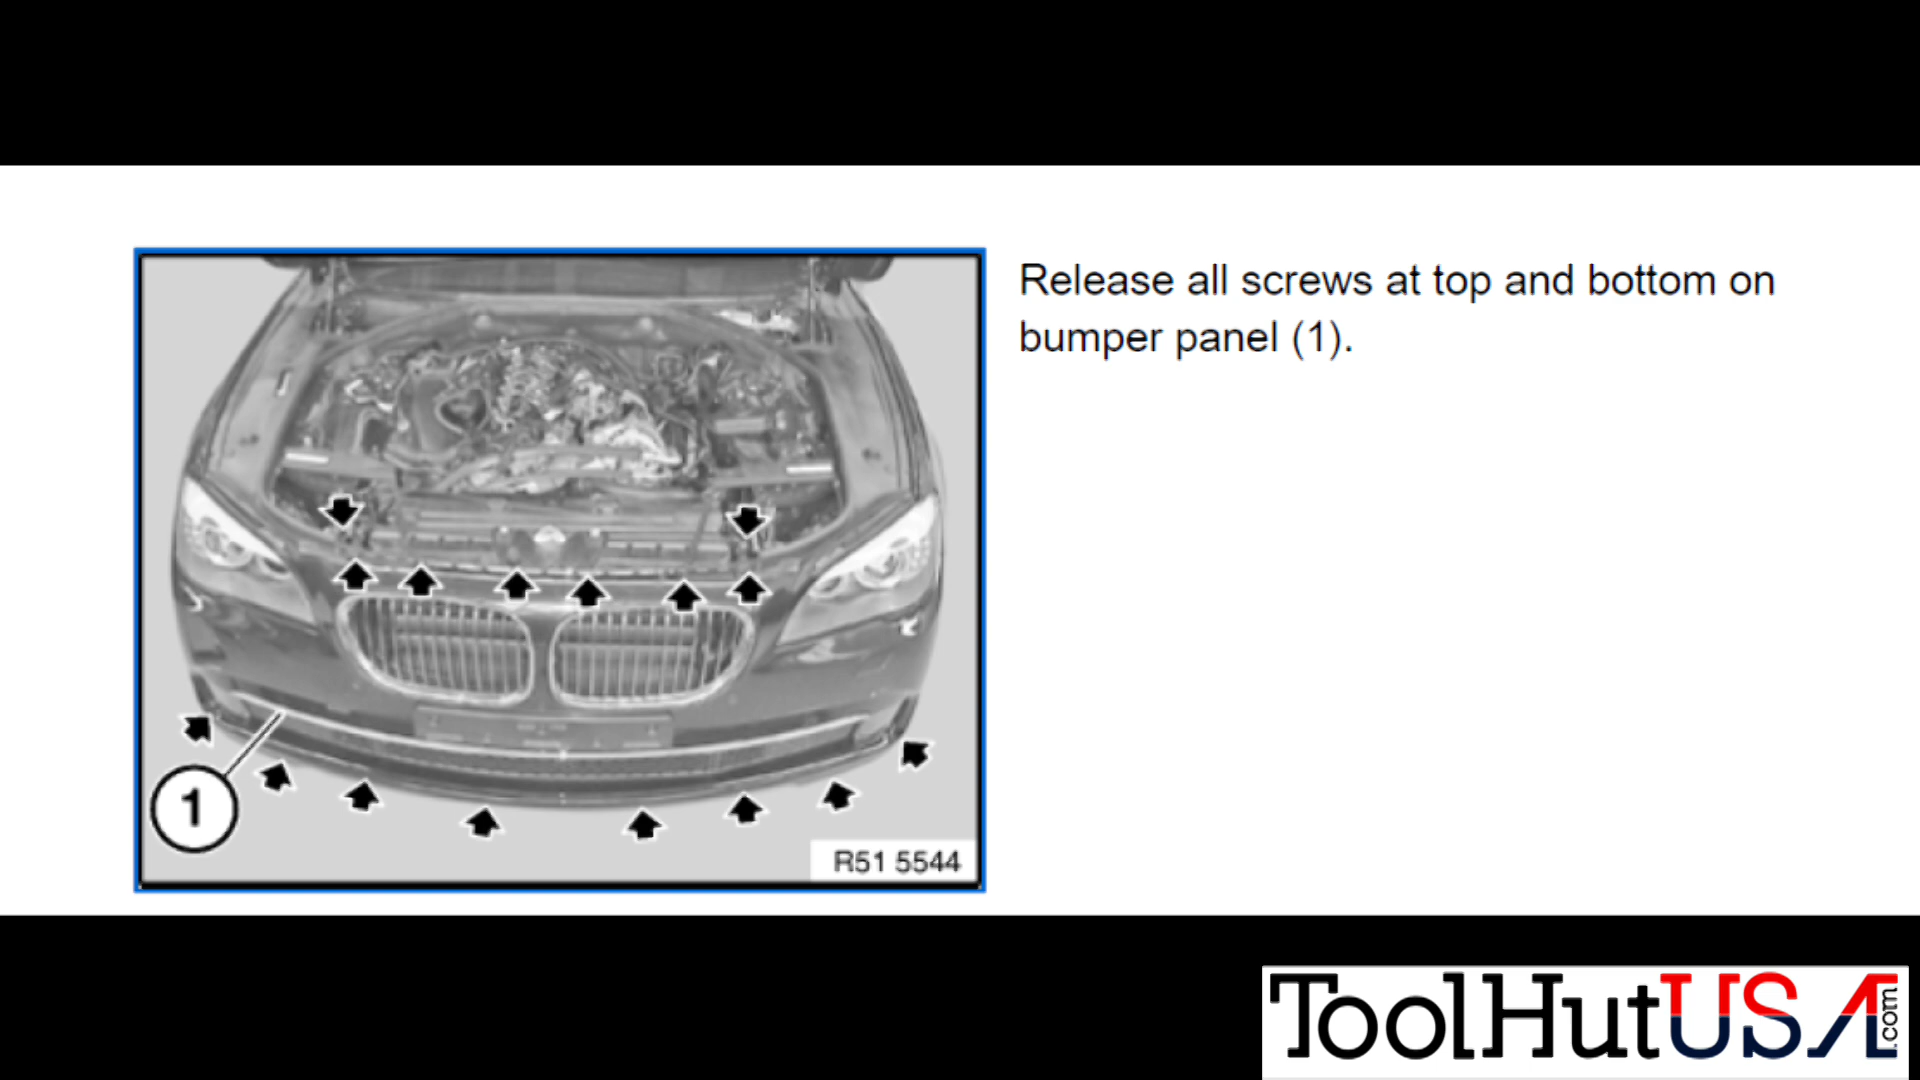 Release all screws at top and bottom on
bumper panel (1).
1
R51 5544
ToolHutUSA.com